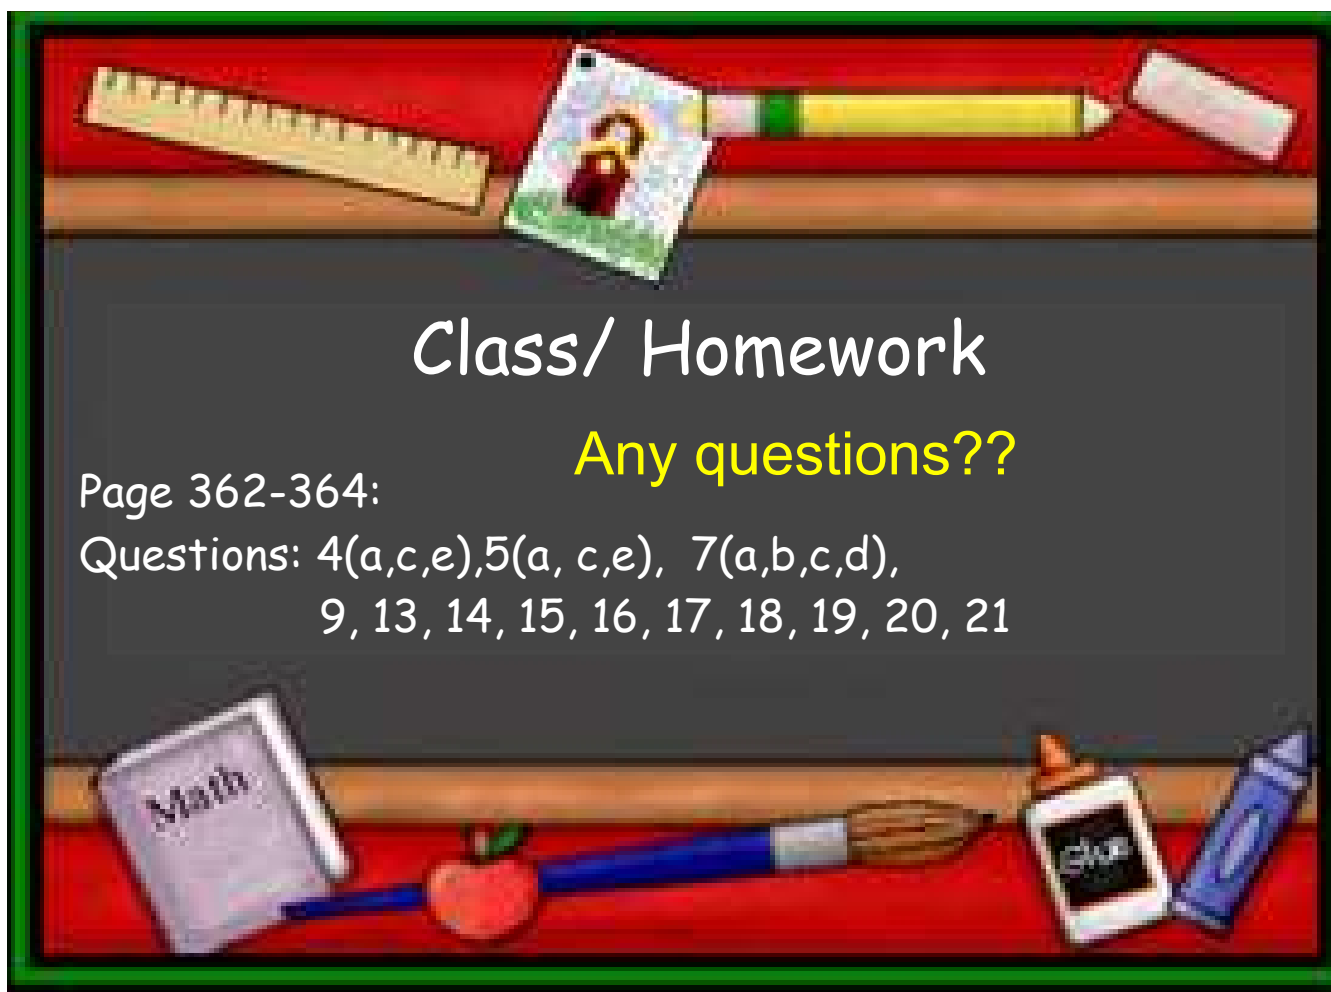 Class/ Homework
Any questions??
Page 362-364:
Questions: 4(a,c,e),5(a, c,e), 7(a,b,c,d),
9, 13, 14, 15, 16, 17, 18, 19, 20, 21
Math
Glue